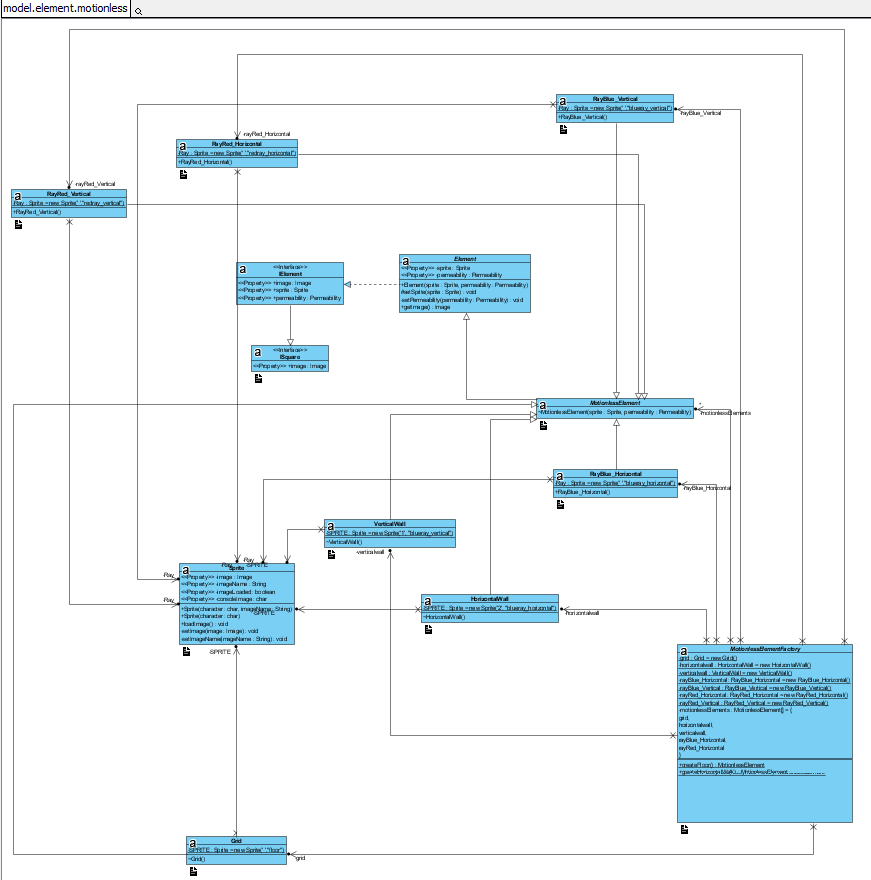 model.element.motionless
RayBlue_Vertical
-Ray : Sprite = new Sprite(" ","blueray_vertical")
+RayBlue_Vertical()
-rayBlue_Vertical
-rayRed_Horizontal
RayRed_Horizontal
-Ray : Sprite = new Sprite(" ","redray_horizontal")
+RayRed_Horizontal()
-rayRed_Vertical
RayRed_Vertical
-Ray : Sprite = new Sprite(" ","redray_vertical")
+RayRed_Vertical()
<<Interface>>
IElement
<<Property>> +image : Image
<<Property>> +sprite : Sprite
<<Property>> +permeability : Permeability
Element
<<Property>> -sprite : Sprite
<<Property>> -permeability : Permeability
+Element(sprite : Sprite, permeability : Permeability)
#setSprite(sprite : Sprite) : void
-setPermeability(permeability : Permeability) : void
+getImage() : Image
<<Interface>>
ISquare
<<Property>> +image : Image
MotionlessElement
~MotionlessElement(sprite : Sprite, permeability : Permeability)
*
-motionlessElements
RayBlue_Horizontal
-Ray : Sprite = new Sprite(" ","blueray_horizontal")
+RayBlue_Horizontal()
-rayBlue_Horizontal
VerticalWall
-SPRITE : Sprite = new Sprite('1', "blueray_vertical")
~VerticalWall()
-verticalwall
-Ray
-Ray
-SPRITE
Sprite
<<Property>> -image : Image
<<Property>> -imageName : String
<<Property>> -imageLoaded : boolean
<<Property>> -consoleImage : char
+Sprite(character : char, imageName : String)
+Sprite(character : char)
+loadImage() : void
-setImage(image : Image) : void
-setImageName(imageName : String) : void
-Ray
-Ray
-SPRITE
-SPRITE
HorizontalWall
-SPRITE : Sprite = new Sprite('2', "blueray_horizontal")
~HorizontalWall()
-horizontalwall
MotionlessElementFactory
-grid : Grid = new Grid()
-horizontalwall : HorizontalWall = new HorizontalWall()
-verticalwall : VerticalWall = new VerticalWall()
-rayBlue_Horizontal : RayBlue_Horizontal = new RayBlue_Horizontal()
-rayBlue_Vertical : RayBlue_Vertical = new RayBlue_Vertical()
-rayRed_Horizontal : RayRed_Horizontal = new RayRed_Horizontal()
-rayRed_Vertical : RayRed_Vertical = new RayRed_Vertical()
-motionlessElements : MotionlessElement[] = {
grid,
horizontalwall,
verticalwall,
rayBlue_Horizontal,
rayRed_Horizontal
}
+createFloor() : MotionlessElement
Grid
-SPRITE : Sprite = new Sprite(' ',"floor")
~Grid()
-grid